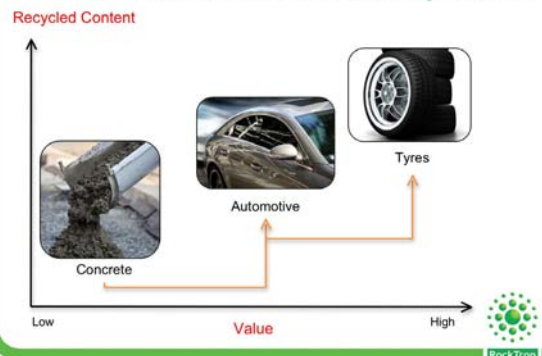 Recycled Content
Tyres
Automotive
Concrete
Low
Value
High
RockTron